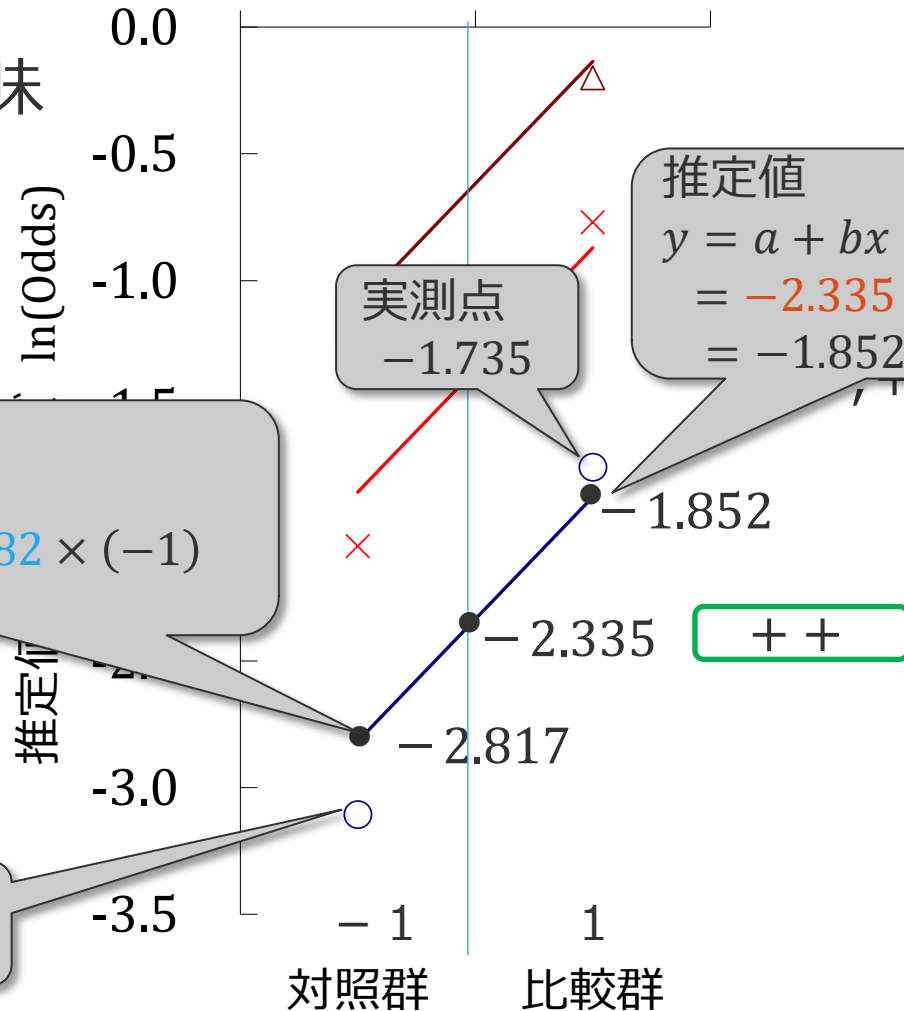 味
0.0
-0.5
-1.0
-3.0
-3.5
ln(Odds)
推定値
y = a + bx
= −2.335
= −1.852
実測点
−1.735
82 × (−1)
−1.852
−2.335
++
−2.817
−1
1
対照群
比較群